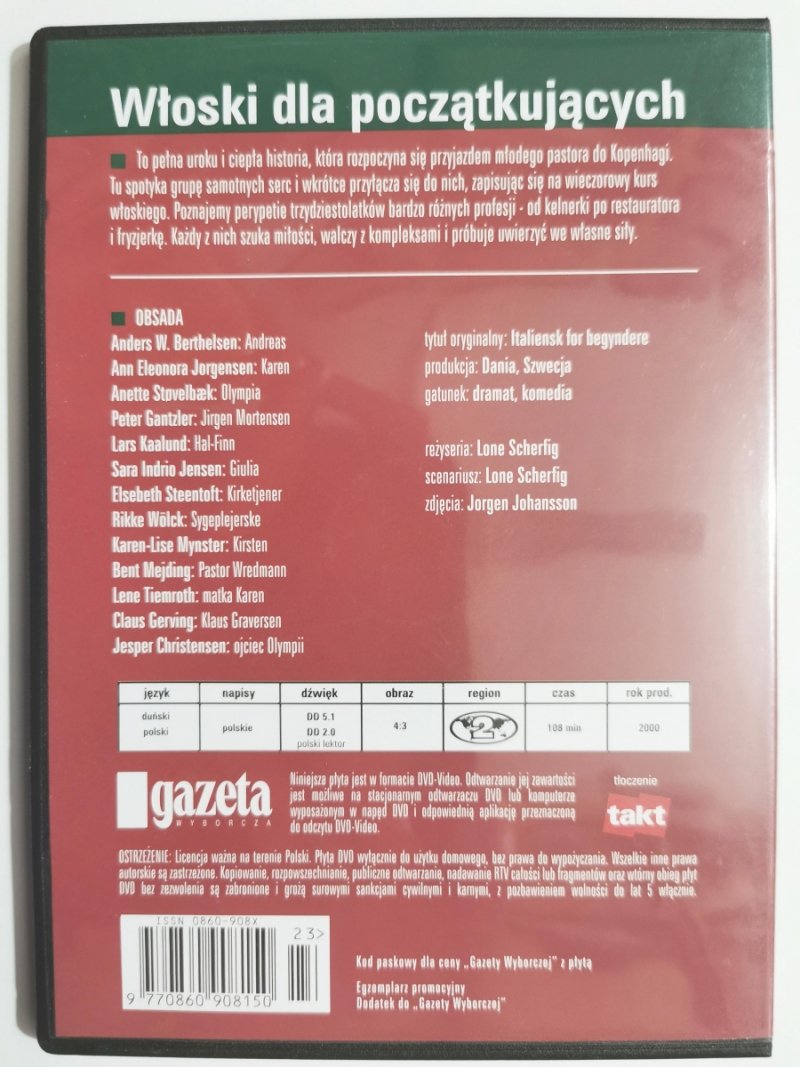 Włoski dla początkujących
To pełna uroku i ciepła historia, która rozpoczyna się przyjazdem młodego pastora do Kopenhagi.
Tu spotyka grupę samotnych serc i wkrótce przyłącza się do nich, zapisując się na wieczorowy kurs
włoskiego. Poznajemy perypetie trzydziestolatków bardzo różnych profesji - od kelnerki po restauratora
i fryzjerkę. Każdy z nich szuka miłości, walczy z kompleksami i próbuje uwierzyć we własne siły.
OBSADA
Anders W. Berthelsen: Andreas
Ann Eleonora Jorgensen: Karen
Anette Støvelbæk: Olympia
Peter Gantzler: Jirgen Mortensen
Lars Kaalund: Hal-Finn
Sara Indrio Jensen: Giulia
Elsebeth Steentoft: Kirketjener
Rikke Wölck: Sygeplejerske
Karen-Lise Mynster: Kirsten
Bent Mejding: Pastor Wredmann
Lene Tiemroth: matka Karen
Claus Gerving: Klaus Graversen
Jesper Christensen: ojciec Olympii
tytuł oryginalny: Italiensk for begyndere
produkcja: Dania, Szwecja
gatunek: dramat, komedia
reżyseria: Lone Scherfig
scenariusz: Lone Scherfig
zdjęcia: Jorgen Johansson
język napisy dźwięk obraz region czas rok prod.
duński polski polskie DD 5.1 DD 2.0 polski lektor 4:3 2 108 min 2000
gazeta
WYBORCZA
Niniejsza płyta jest w formacie DVD-Video. Odtwarzanie jej zawartości
jest możliwe na stacjonarnym odtwarzaczu DVD lub komputerze
wyposażonym w napęd DVD i odpowiednią aplikację przeznaczoną
do odczytu DVD-Video.
tłoczenie
takt
OSTRZEŻENIE: Licencja ważna na terenie Polski. Płyta DVD wyłącznie do użytku domowego, bez prawa do wypożyczania. Wszelkie inne prawa
autorskie są zastrzeżone. Kopiowanie, rozpowszechnianie, publiczne odtwarzanie, nadawanie RTV całości lub fragmentów oraz wtórny obieg płyt
DVD bez zezwolenia są zabronione i grożą surowymi sankcjami cywilnymi i karnymi, z pozbawieniem wolności do lat 5 włącznie.
ISSN 0860-908X
23>
9 770860 908150
Kod paskowy dla ceny „Gazety Wyborczej” z płytą
Egzemplarz promocyjny
Dodatek do „Gazety Wyborczej”